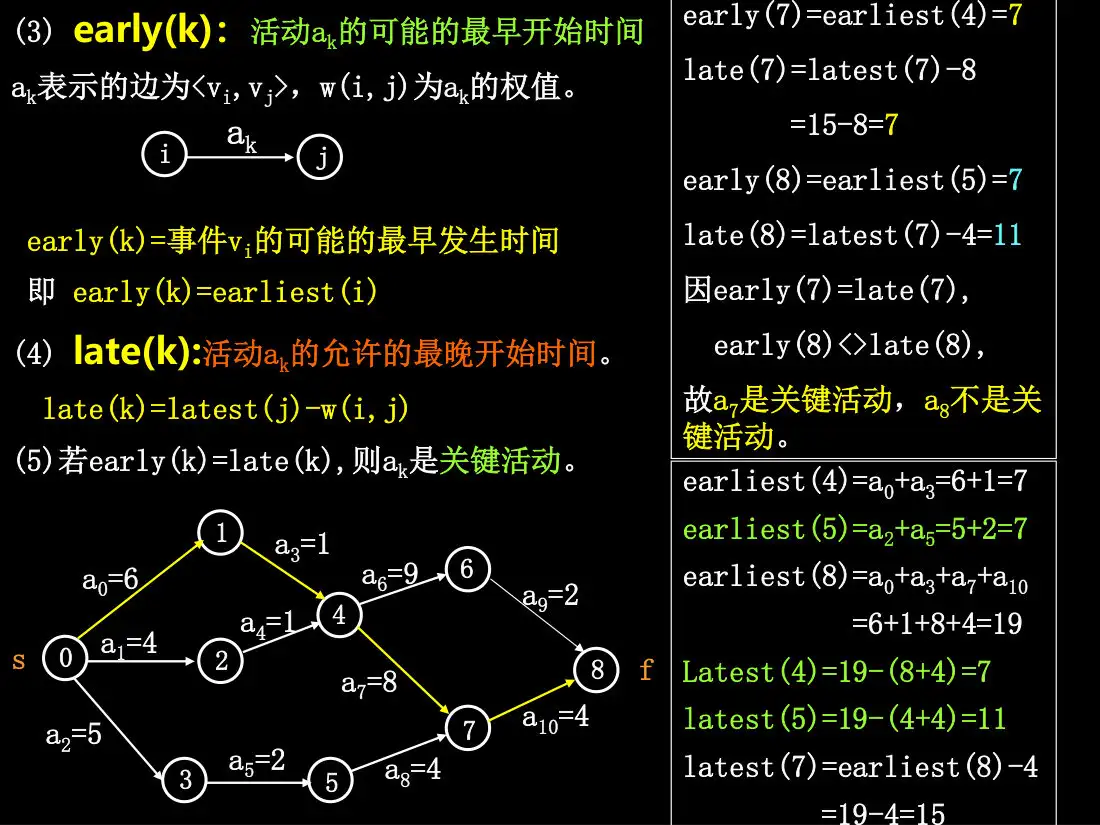 (3) early(k): 活动ak的可能的最早开始时间
ak表示的边为<vi,vj>, w(i,j)为ak的权值。
i
ak
j
early(k)=事件vi的可能的最早发生时间
即 early(k)=earliest(i)
(4) late(k):活动ak的允许的最晚开始时间。
late(k)=latest(j)-w(i,j)
(5)若early(k)=late(k),则ak是关键活动。
1
a3=1
a0=6
a6=9
6
a9=2
a4=1
4
s
0
a1=4
2
8
f
a7=8
a2=5
7
a10=4
3
a5=2
5
a8=4
early(7)=earliest(4)=7
late(7)=latest(7)-8
=15-8=7
early(8)=earliest(5)=7
late(8)=latest(7)-4=11
因early(7)=late(7),
early(8)<>late(8),
故a7是关键活动, a8不是关
键活动。
earliest(4)=a0+a3=6+1=7
earliest(5)=a2+a5=5+2=7
earliest(8)=a0+a3+a7+a10
=6+1+8+4=19
Latest(4)=19-(8+4)=7
latest(5)=19-(4+4)=11
latest(7)=earliest(8)-4
=19-4=15